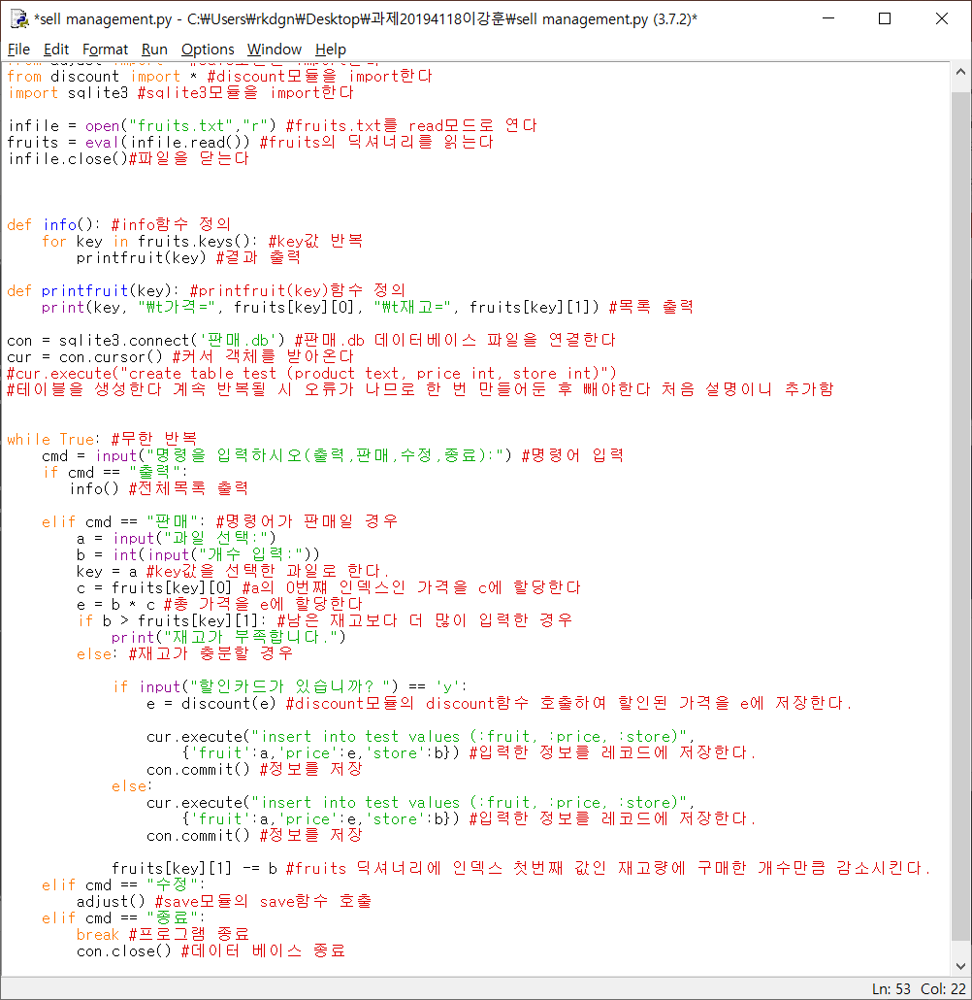 *sell management.py - C:\Users\rkdgn\Desktop\과제20194118이강훈\sell management.py (3.7.2)*
File Edit Format Run Options Window Help
from adjust import * 
from discount import * #discount모듈을 import한다
import sqlite3 #sqlite3모듈을 import한다
infile = open("fruits.txt","r") #fruits.txt를 read모드로 연다
fruits = eval(infile.read()) #fruits의 딕셔너리를 읽는다
infile.close()#파일을 닫는다
def info(): #info함수 정의
    for key in fruits.keys(): #key값 반복
        printfruit(key) #결과 출력
def printfruit(key): #printfruit(key)함수 정의
    print(key, "\t가격=", fruits[key][0], "\t재고=", fruits[key][1]) #목록 출력
con = sqlite3.connect('판매.db') #판매.db 데이터베이스 파일을 연결한다
cur = con.cursor() #커서 객체를 받아온다
#cur.execute("create table test (product text, price int, store int)")
#테이블을 생성한다 계속 반복될 시 오류가 나므로 한 번 만들어둔 후 빼야한다 처음 설명이니 추가함
while True: #무한 반복
    cmd = input("명령을 입력하시오(출력,판매,수정,종료):") #명령어 입력
    if cmd == "출력":
       info() #전체목록 출력
    elif cmd == "판매": #명령어가 판매일 경우
        a = input("과일 선택:")
        b = int(input("개수 입력:"))
        key = a #key값을 선택한 과일로 한다.
        c = fruits[key][0] #a의 0번째 인덱스인 가격을 c에 할당한다
        e = b * c #총 가격을 e에 할당한다
        if b > fruits[key][1]: #남은 재고보다 더 많이 입력한 경우
            print("재고가 부족합니다.")
        else: #재고가 충분할 경우
            if input("할인카드가 있습니까? ") == 'y':
                e = discount(e) #discount모듈의 discount함수 호출하여 할인된 가격을 e에 저장한다.
                cur.execute("insert into test values (:fruit, :price, :store)",
                    {'fruit':a,'price':e,'store':b}) #입력한 정보를 레코드에 저장한다.
                con.commit() #정보를 저장
            else:
                cur.execute("insert into test values (:fruit, :price, :store)",
                    {'fruit':a,'price':e,'store':b}) #입력한 정보를 레코드에 저장한다.
                con.commit() #정보를 저장
            fruits[key][1] -= b #fruits 딕셔너리에 인덱스 첫번째 값인 재고량에 구매한 개수만큼 감소시킨다.
    elif cmd == "수정":
        adjust() #save모듈의 save함수 호출
    elif cmd == "종료":
        break #프로그램 종료
        con.close() #데이터 베이스 종료
Ln: 53 Col: 22